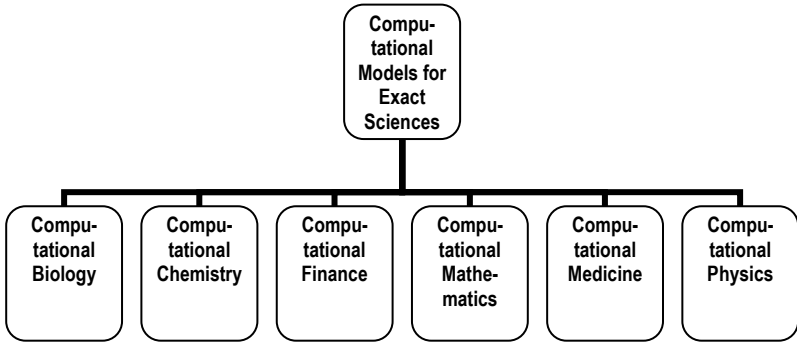 Compu-
tational
Models for
Exact
Sciences
Compu-
tational
Biology
Compu-
tational
Chemistry
Compu-
tational
Finance
Compu-
tational
Mathe-
matics
Compu-
tational
Medicine
Compu-
tational
Physics